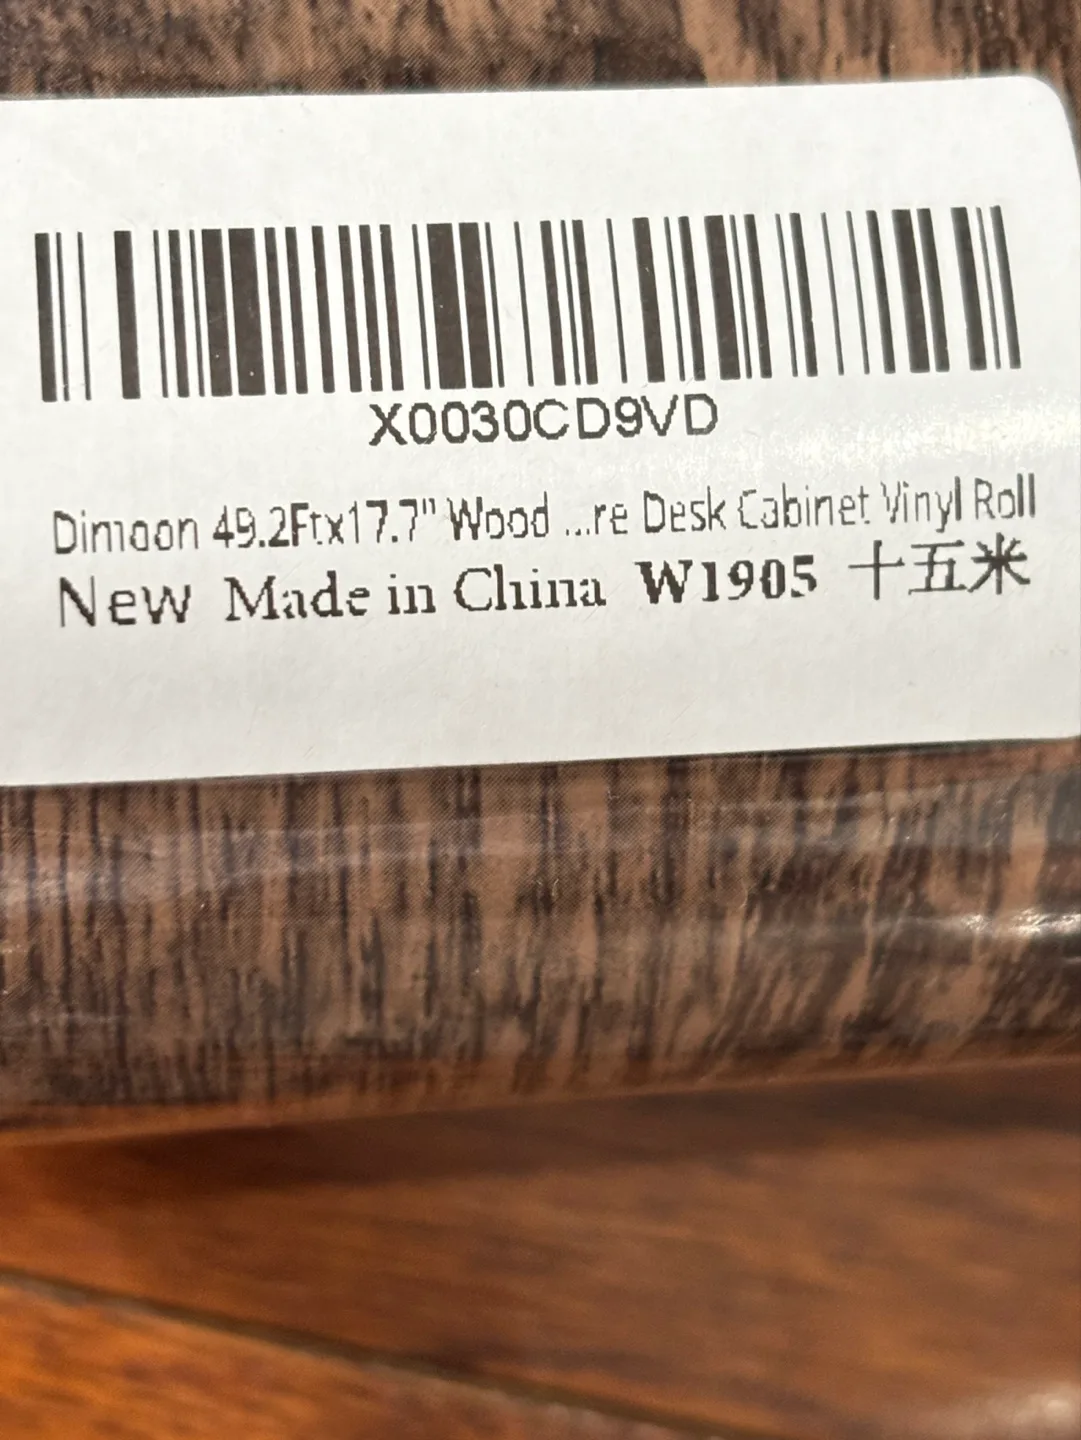 X0030CD9VD
Dimoon 49.2Ftx17.7" Wood ...re Desk Cabinet Vinyl Roll
New Made in China W1905 十五米